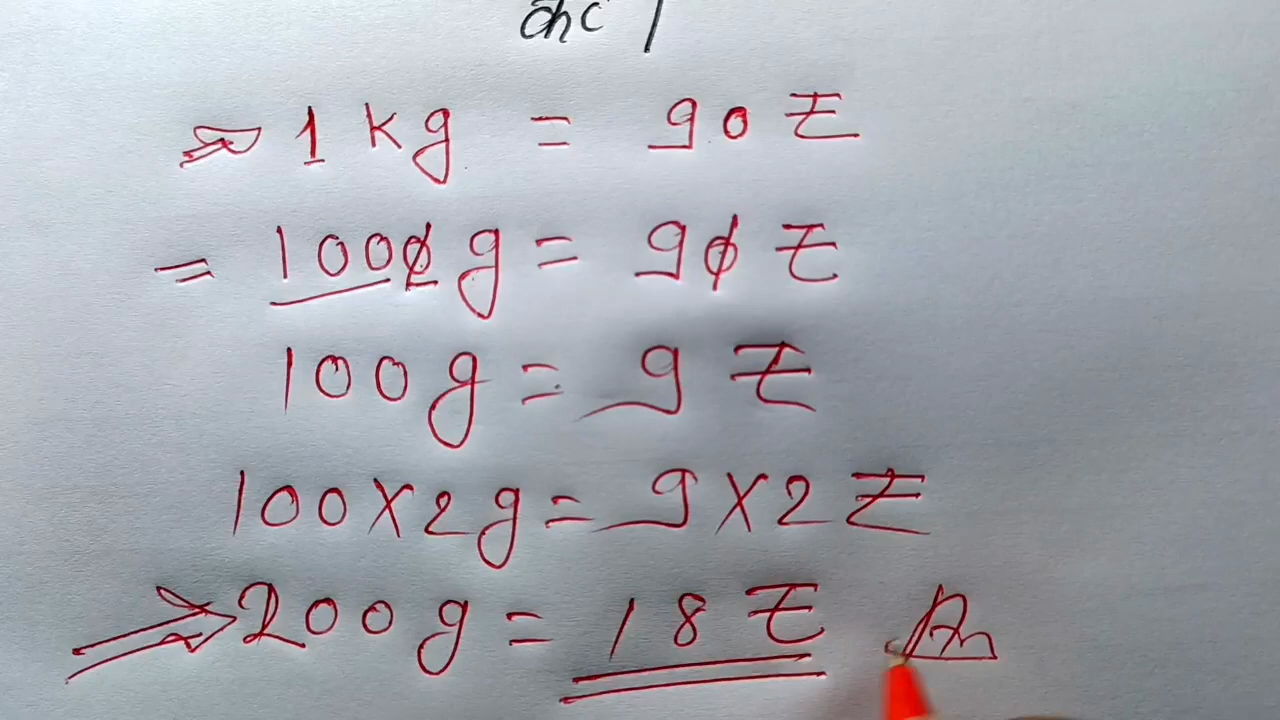 ⇒ 1 kg = 90 ₹
= 1000 g = 90 ₹
100 g = 9 ₹
100 X 2 g = 9 X 2 ₹
⇒ 200 g = 18 ₹